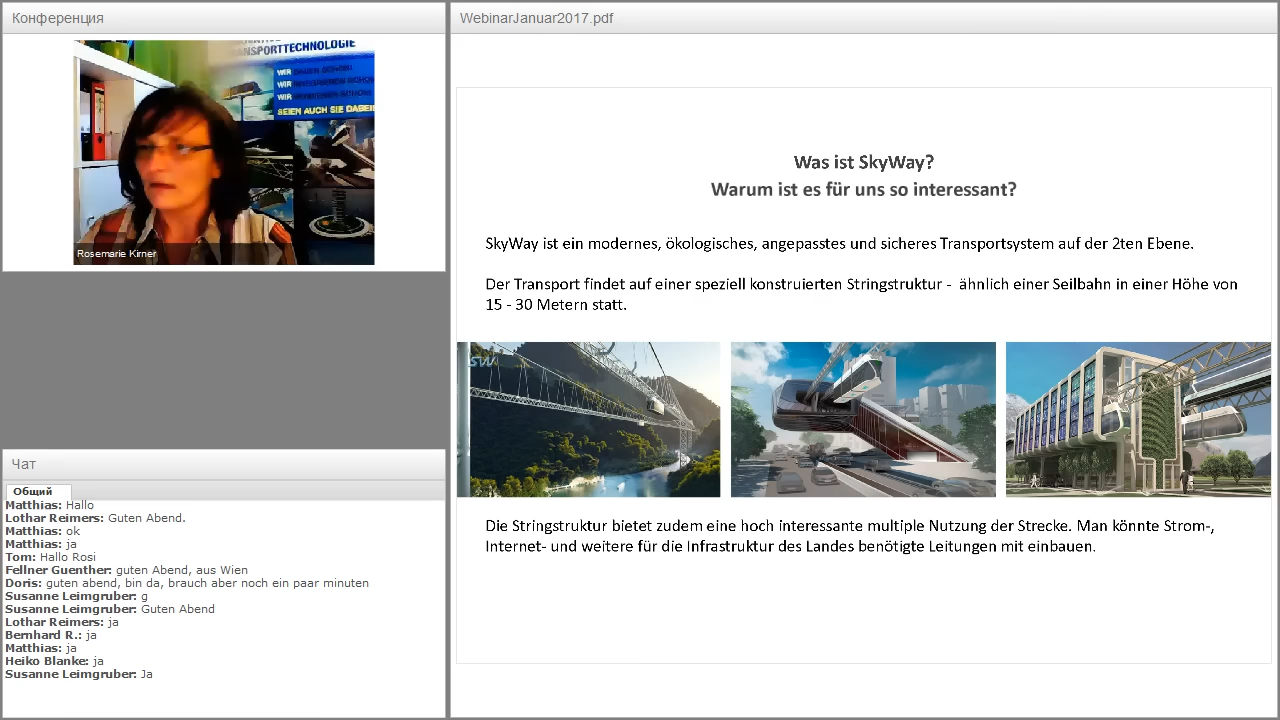 Конференция
WebinarJanuar2017.pdf
ANSPORTTECHNOLOGIE
WIR
WIR
WIR
SEIEN AUCH SIE DABEI
Rosemarie Kirner
Was ist SkyWay?
Warum ist es für uns so interessant?
SkyWay ist ein modernes, ökologisches, angepasstes und sicheres Transportsystem auf der 2ten Ebene.
Der Transport findet auf einer speziell konstruierten Stringstruktur - ähnlich einer Seilbahn in einer Höhe von
15 - 30 Metern statt.
SW
Die Stringstruktur bietet zudem eine hoch interessante multiple Nutzung der Strecke. Man könnte Strom-,
Internet- und weitere für die Infrastruktur des Landes benötigte Leitungen mit einbauen.
Чат
Общий
Matthias: Hallo
Lothar Reimers: Guten Abend.
Matthias: ok
Matthias: ja
Tom: Hallo Rosi
Fellner Guenther: guten Abend, aus Wien
Doris: guten abend, bin da, brauch aber noch ein paar minuten
Susanne Leimgruber: g
Susanne Leimgruber: Guten Abend
Lothar Reimers: ja
Bernhard R.: ja
Matthias: ja
Heiko Blanke: ja
Susanne Leimgruber: Ja